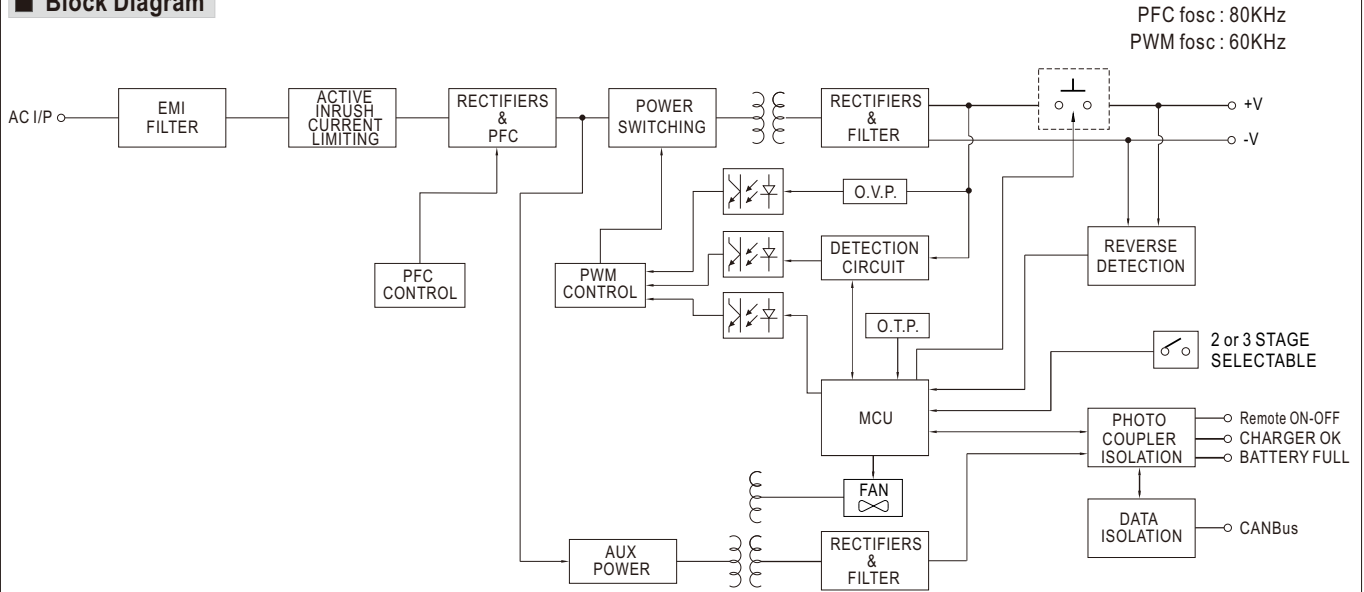 ■ Block Diagram
PFC fosc : 80KHz
PWM fosc : 60KHz
AC I/P
EMI
FILTER
ACTIVE
INRUSH
CURRENT
LIMITING
RECTIFIERS
&
PFC
POWER
SWITCHING
RECTIFIERS
&
FILTER
+V
-V
O.V.P.
DETECTION
CIRCUIT
REVERSE
DETECTION
PFC
CONTROL
PWM
CONTROL
O.T.P.
2 or 3 STAGE
SELECTABLE
MCU
PHOTO
COUPLER
ISOLATION
Remote ON-OFF
CHARGER OK
BATTERY FULL
FAN
DATA
ISOLATION
CANBus
AUX
POWER
RECTIFIERS
&
FILTER